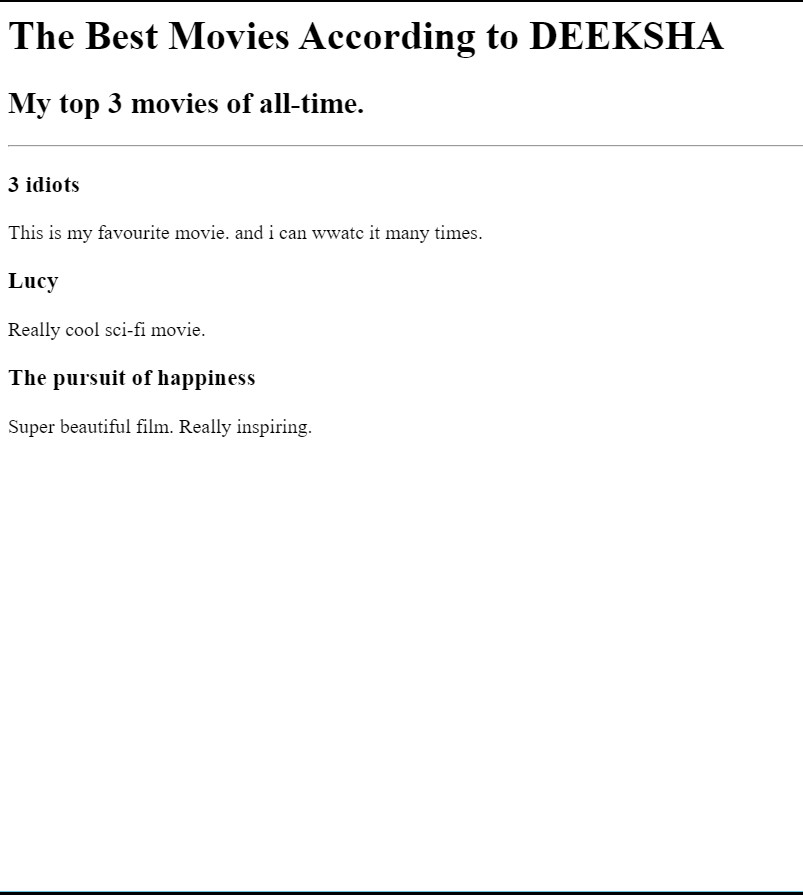 The Best Movies According to DEEKSHA
My top 3 movies of all-time.
3 idiots
This is my favourite movie. and i can wwatc it many times.
Lucy
Really cool sci-fi movie.
The pursuit of happiness
Super beautiful film. Really inspiring.